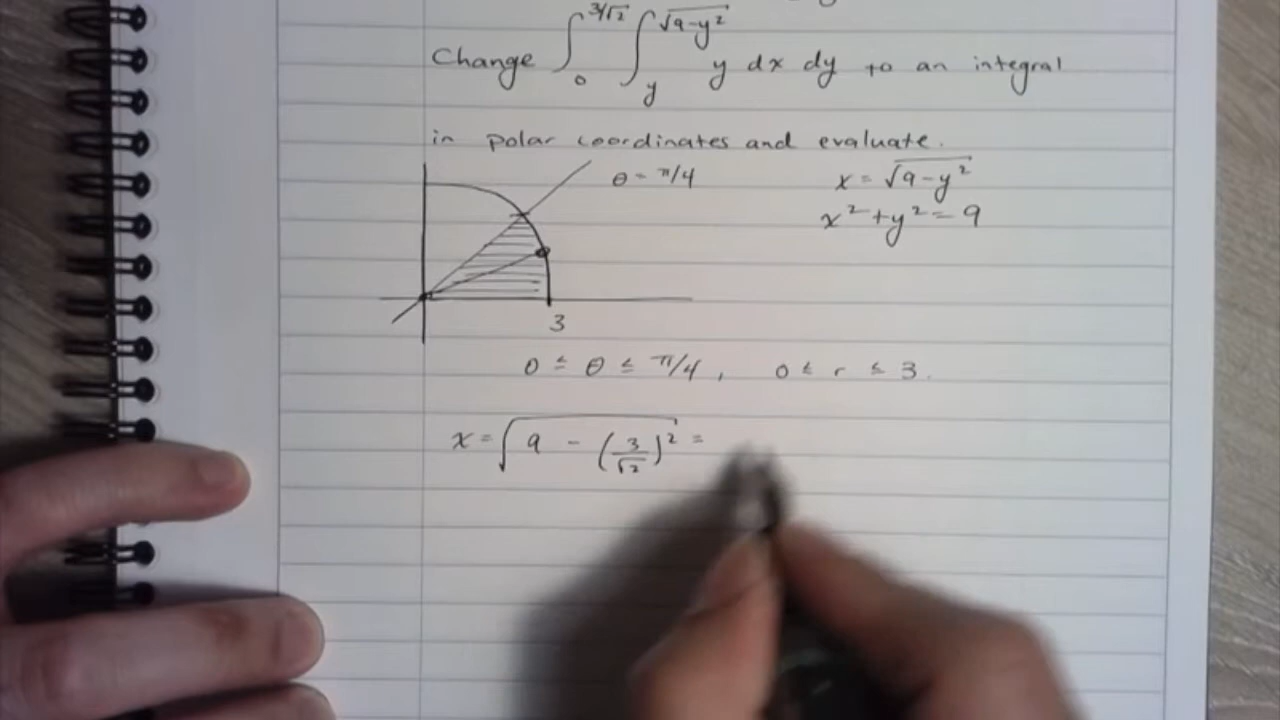 Change ∫₀^{3/√2} ∫_y^{√9-y²} y dx dy to an integral
in polar coordinates and evaluate.
θ = π/4
x = √9-y²
x² + y² = 9
3
0 ≤ θ ≤ π/4, 0 ≤ r ≤ 3.
x = √9 - (3/√2)² =